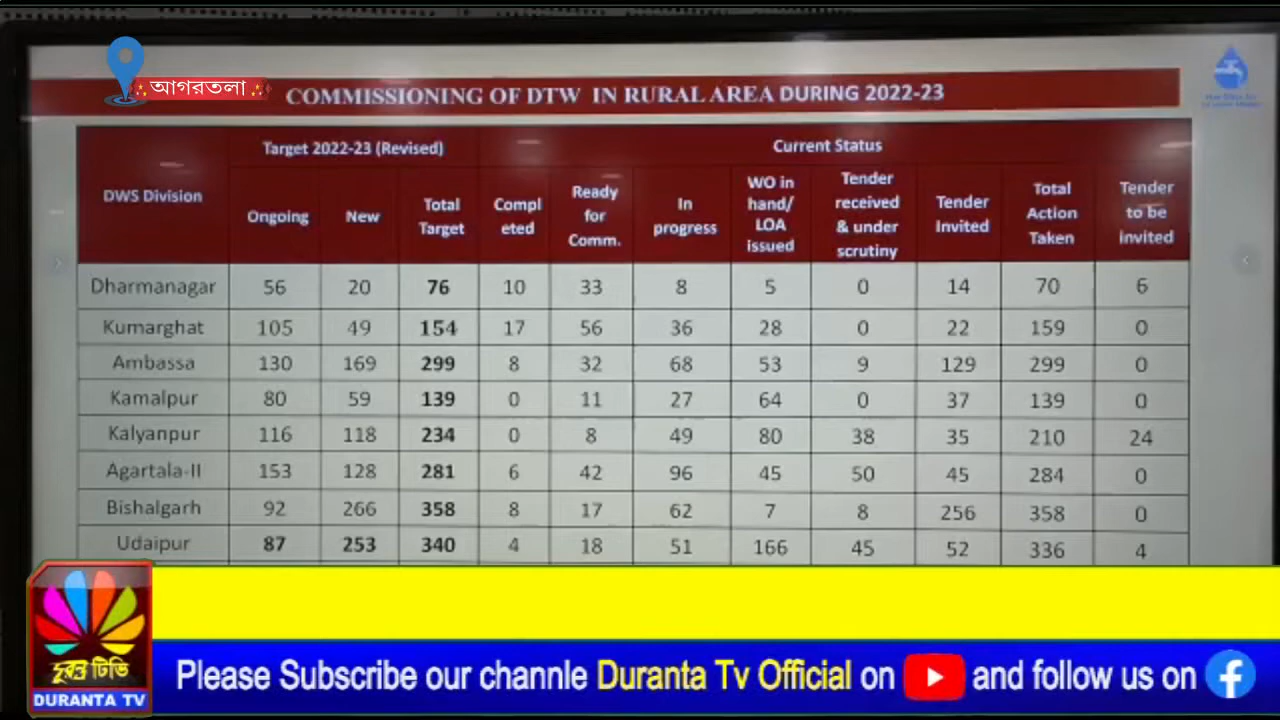 আগরতলা
COMMISSIONING OF DTW IN RURAL AREA DURING 2022-23
DWS Division Target 2022-23 (Revised) Current Status
Ongoing New Total Target Compl eted Ready for Comm. In progress WO in hand/ LOA issued Tender received & under scrutiny Tender Invited Total Action Taken Tender to be invited
Dharmanagar 56 20 76 10 33 8 5 0 14 70 6
Kumarghat 105 49 154 17 56 36 28 0 22 159 0
Ambassa 130 169 299 8 32 68 53 9 129 299 0
Kamalpur 80 59 139 0 11 27 64 0 37 139 0
Kalyanpur 116 118 234 0 8 49 80 38 35 210 24
Agartala-II 153 128 281 6 42 96 45 50 45 284 0
Bishalgarh 92 266 358 8 17 62 7 8 256 358 0
Udaipur 87 253 340 4 18 51 166 45 52 336 4
দূরন্ত টিভি
DURANTA TV
Please Subscribe our channle Duranta Tv Official on and follow us on